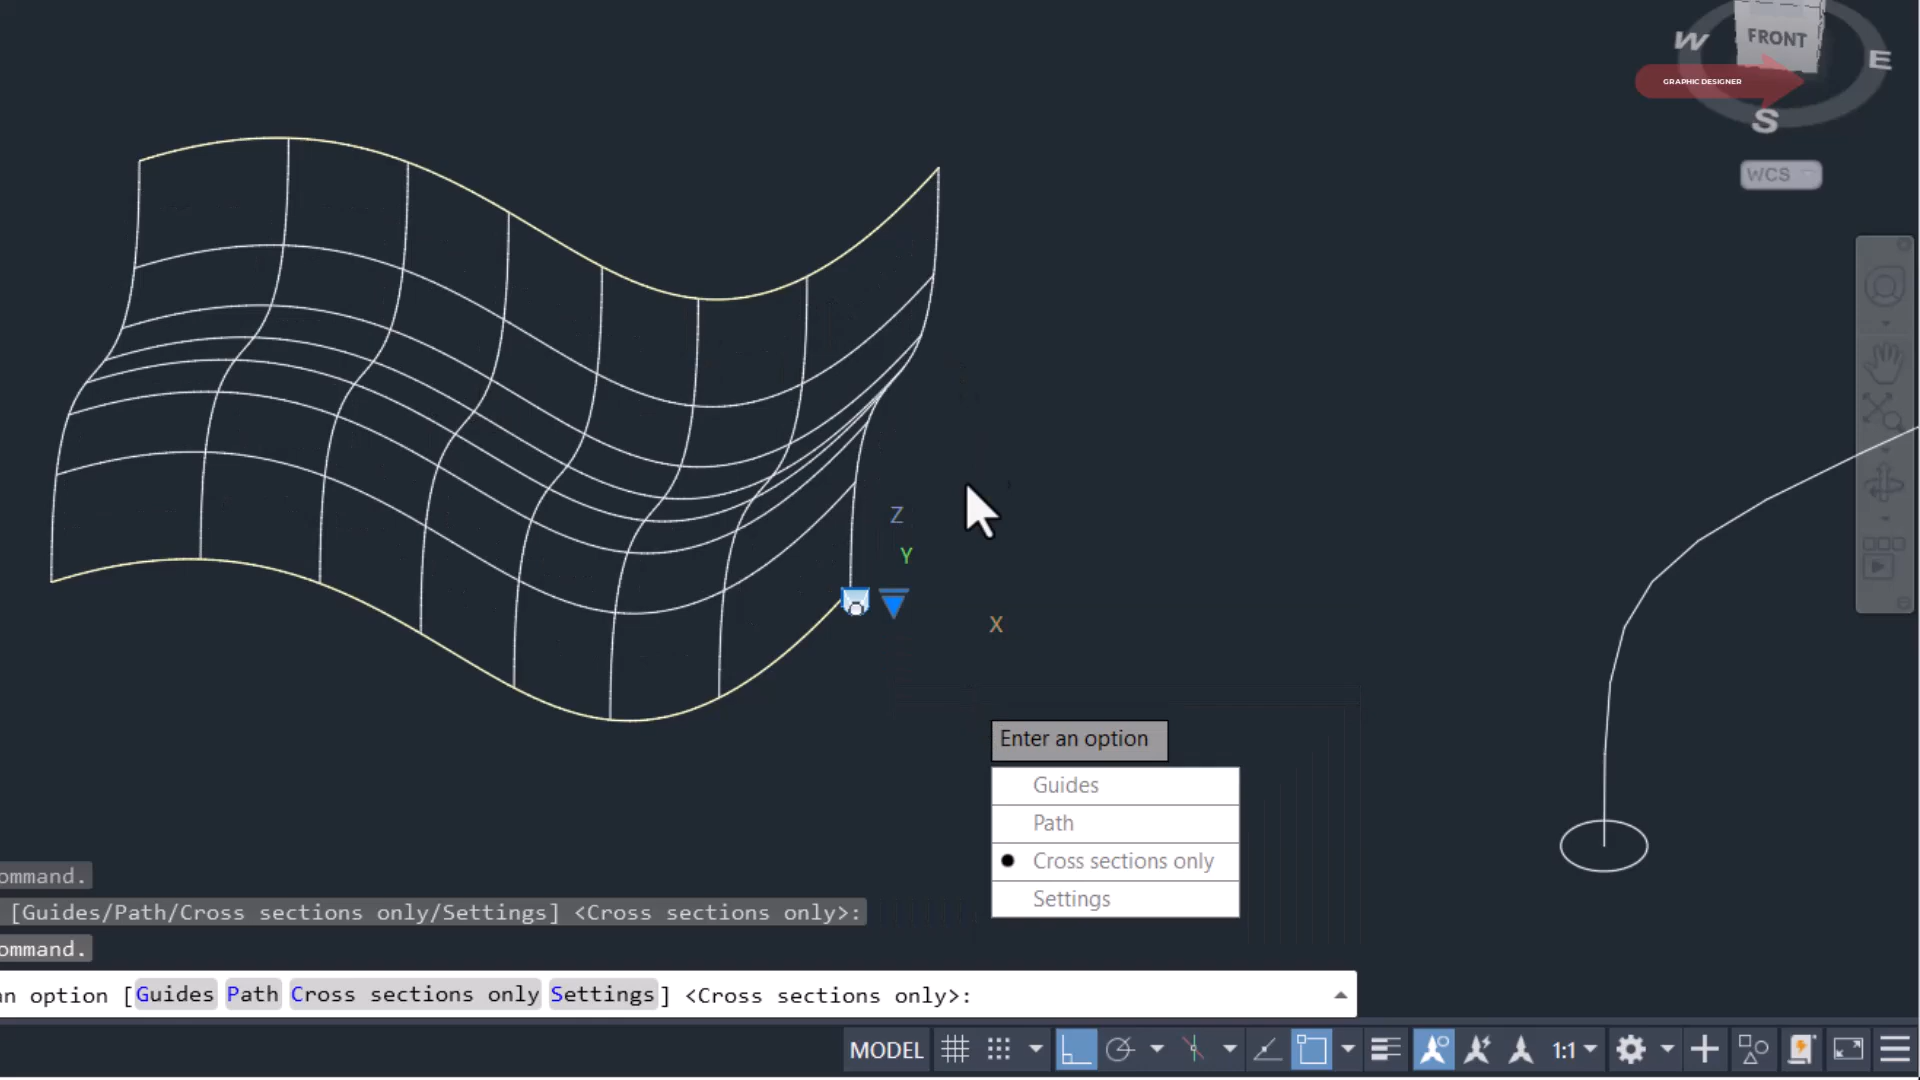 W
FRONT
E
GRAPHIC DESIGNER
S
WCS
Z
Y
X
Enter an option
Guides
Path
Cross sections only
Settings
ommand.
[Guides/Path/Cross sections only/Settings] <Cross sections only>:
ommand.
an option [Guides Path Cross sections only Settings] <Cross sections only>:
MODEL
1:1